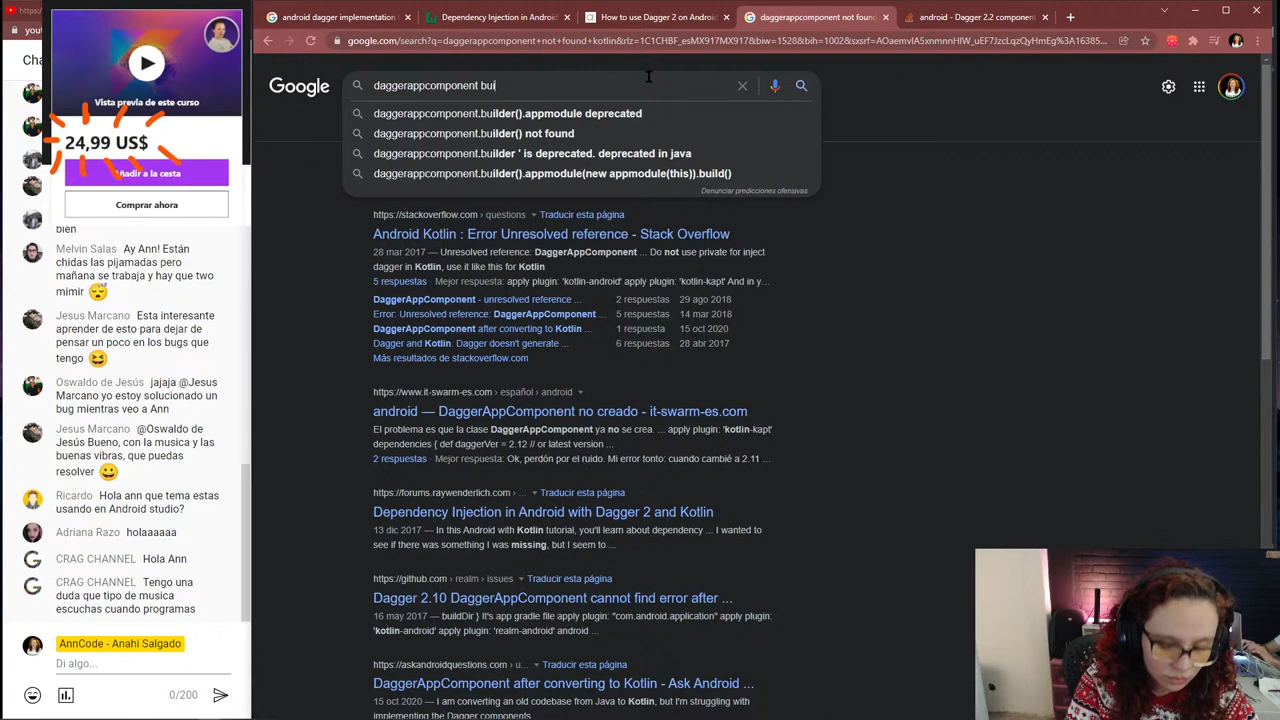 https://
youtu
Cha
Vista previa de este curso
24,99 US$
Añadir a la cesta
Comprar ahora
bien
Melvin Salas Ay Ann! Están
chidas las pijamadas pero
mañana se trabaja y hay que two
mimir
Jesus Marcano Esta interesante
aprender de esto para dejar de
pensar un poco en los bugs que
tengo
Oswaldo de Jesús jajaja @Jesus
Marcano yo estoy solucionado un
bug mientras veo a Ann
Jesus Marcano @Oswaldo de
Jesús Bueno, con la musica y las
buenas vibras, que puedas
resolver
Ricardo Hola ann que tema estas
usando en Android studio?
Adriana Razo holaaaaaa
CRAG CHANNEL Hola Ann
CRAG CHANNEL Tengo una
duda que tipo de musica
escuchas cuando programas
AnnCode - Anahi Salgado
Di algo...
0/200
android dagger implementation
Dependency Injection in Android
How to use Dagger 2 on Android
daggerappcomponent not found
android - Dagger 2.2 component
google.com/search?q=daggerappcomponent+not+found+kotlin&rlz=1C1CHBF_esMX917MX917&biw=1528&bih=1002&sxsrf=
Google
daggerappcomponent bui
daggerappcomponent.builder().appmodule deprecated
daggerappcomponent.builder() not found
daggerappcomponent.builder ' is deprecated. deprecated in java
daggerappcomponent.builder().appmodule(new appmodule(this)).build()
Denunciar predicciones ofensivas
https://stackoverflow.com › questions Traducir esta página
Android Kotlin : Error Unresolved reference - Stack Overflow
28 mar 2017 — Unresolved reference: DaggerAppComponent ... Do not use private for inject
dagger in Kotlin, use it like this for Kotlin
5 respuestas · Mejor respuesta: apply plugin: 'kotlin-android' apply plugin: 'kotlin-kapt' And in y...
DaggerAppComponent - unresolved reference ... 2 respuestas 29 ago 2018
Error: Unresolved reference: DaggerAppComponent ... 5 respuestas 14 mar 2018
DaggerAppComponent after converting to Kotlin ... 1 respuesta 15 oct 2020
Dagger and Kotlin. Dagger doesn't generate ... 6 respuestas 28 abr 2017
Más resultados de stackoverflow.com
https://www.it-swarm-es.com › español › android
android — DaggerAppComponent no creado - it-swarm-es.com
El problema es que la clase DaggerAppComponent ya no se crea. ... apply plugin: 'kotlin-kapt'
dependencies { def daggerVer = 2.12 // or latest version ...
2 respuestas · Mejor respuesta: Ok, perdón por el ruido. Mi error tonto: cuando cambié a 2.11 ...
https://forums.raywenderlich.com › ... Traducir esta página
Dependency Injection in Android with Dagger 2 and Kotlin
13 dic 2017 — In this Android with Kotlin tutorial, you'll learn about dependency ... I wanted to
see if there was something I was missing, but I seem to ...
https://github.com › realm › issues Traducir esta página
Dagger 2.10 DaggerAppComponent cannot find error after ...
16 may 2017 — buildDir } It's app gradle file apply plugin: "com.android.application" apply plugin:
'kotlin-android' apply plugin: 'realm-android' android ...
https://askandroidquestions.com › u... Traducir esta página
DaggerAppComponent after converting to Kotlin - Ask Android ...
15 oct 2020 — I am converting an old code from Java to Kotlin, but I'm struggling with
implementing the Dagger components